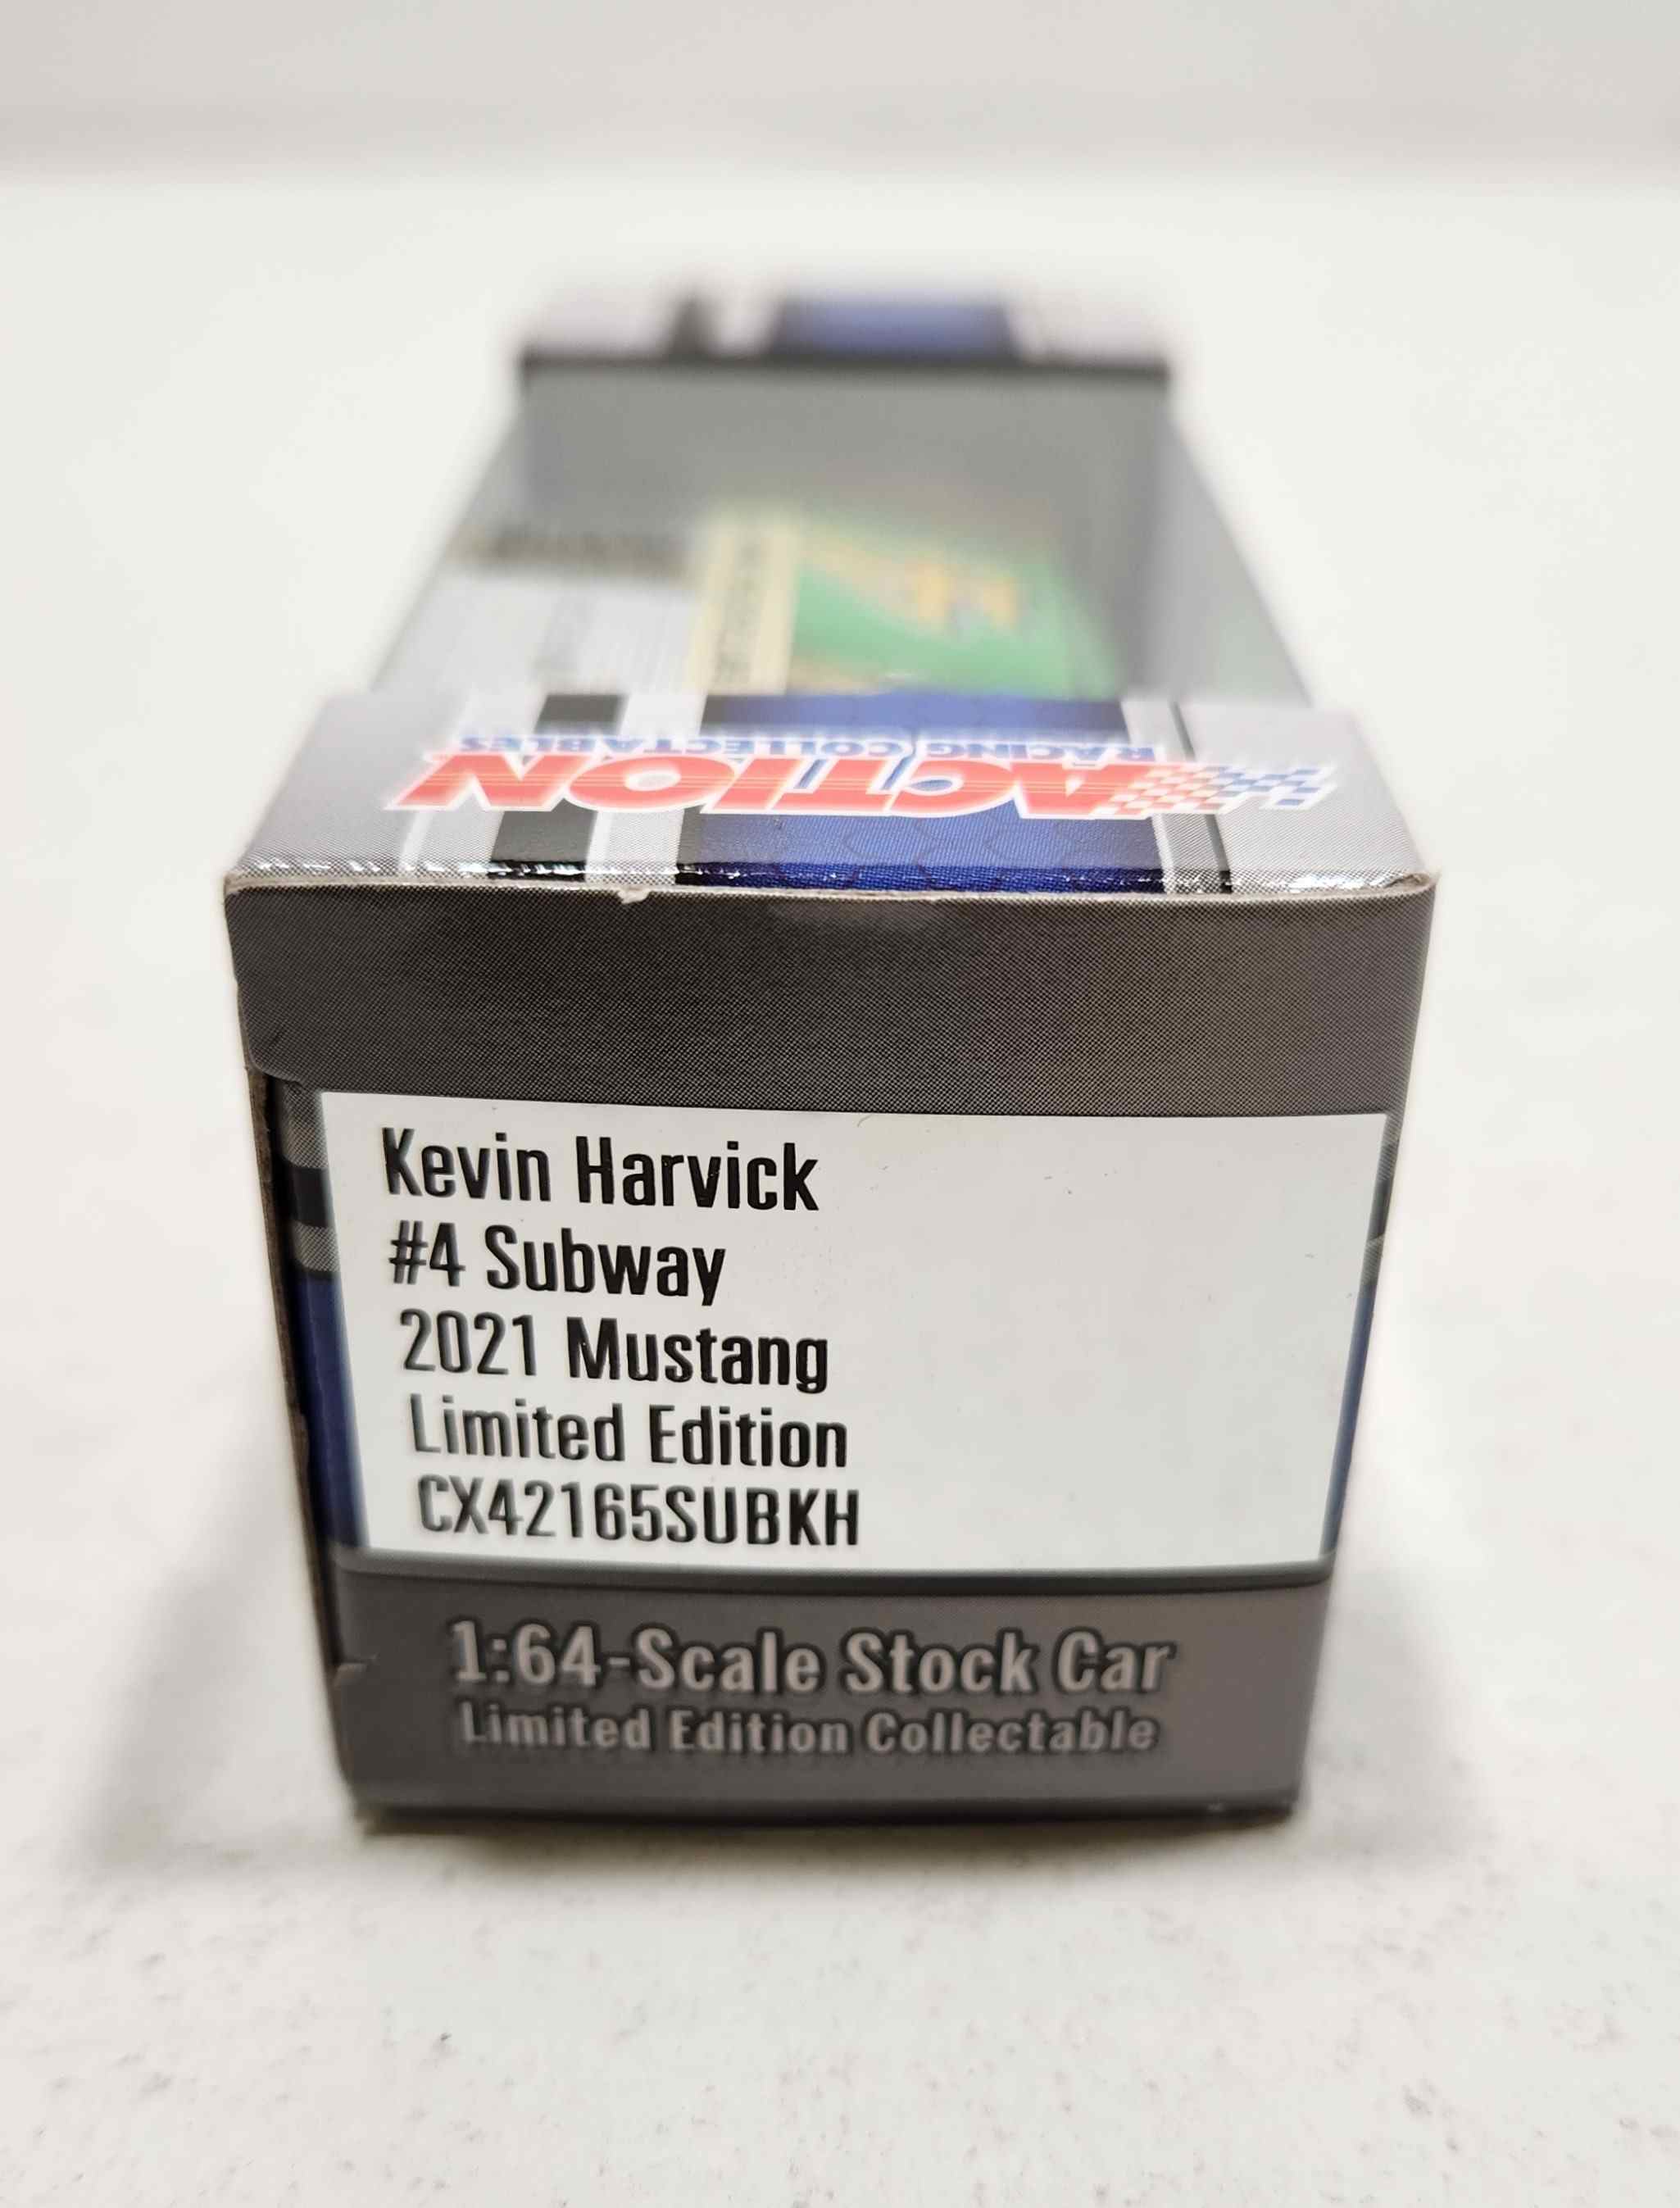 ACTION
RACING COLLECTABLES
Kevin Harvick
#4 Subway
2021 Mustang
Limited Edition
CX42165SUBKH
1:64-Scale Stock Car
Limited Edition Collectable